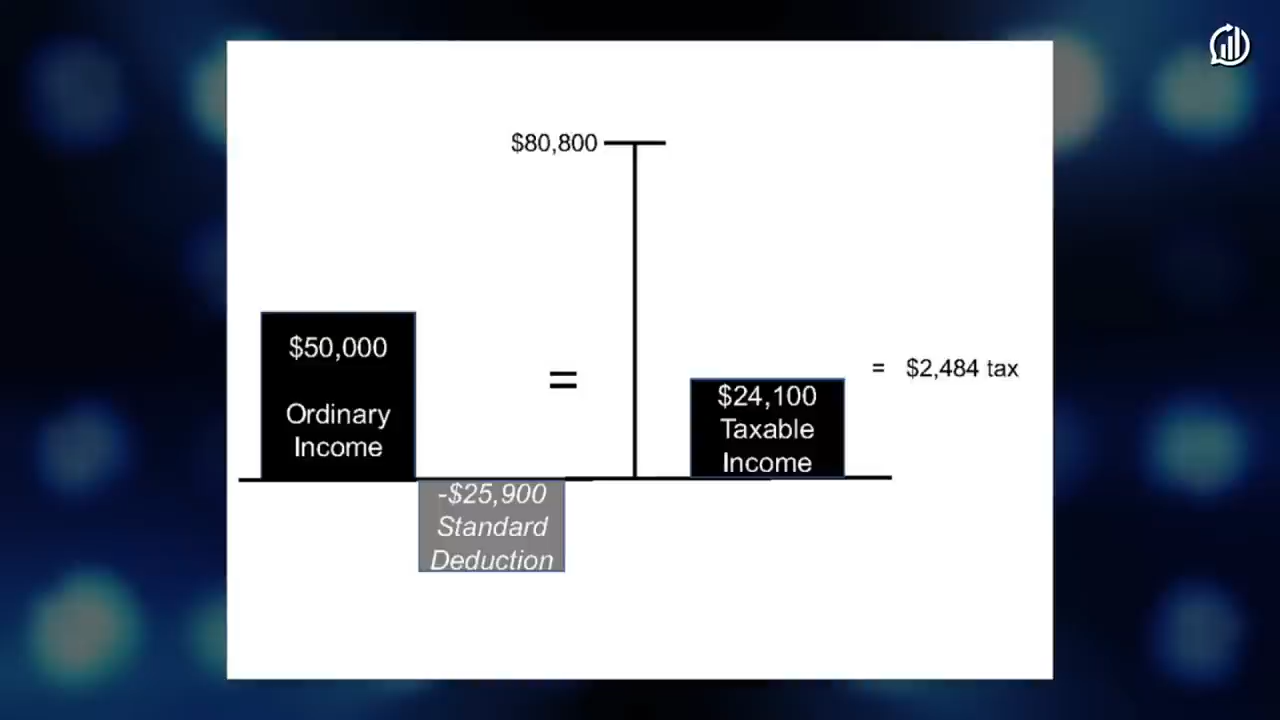 $80,800
$50,000
Ordinary
Income
=
-$25,900
Standard
Deduction
$24,100
Taxable
Income
= $2,484 tax